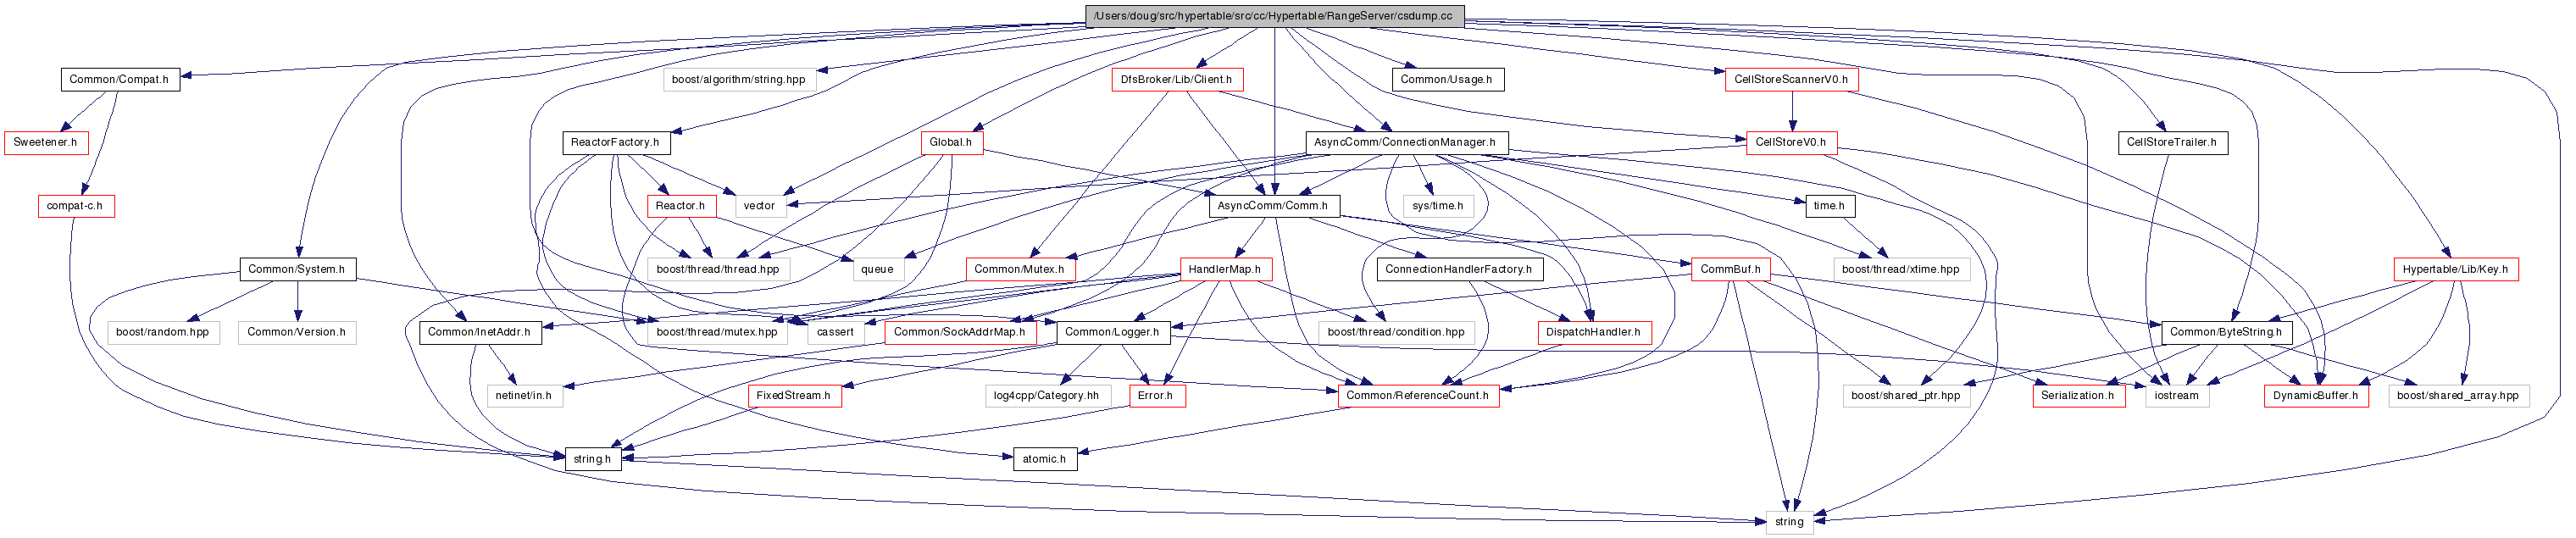 /Users/doug/src/hypertable/src/cc/Hypertable/RangeServer/csdump.cc
Common/Compat.h
boost/algorithm/string.hpp
DfsBroker/Lib/Client.h
Common/Usage.h
CellStoreScannerV0.h
Sweetener.h
ReactorFactory.h
Global.h
AsyncComm/ConnectionManager.h
CellStoreV0.h
CellStoreTrailer.h
compat-c.h
Reactor.h
vector
AsyncComm/Comm.h
sys/time.h
time.h
Common/System.h
boost/thread/thread.hpp
queue
Common/Mutex.h
HandlerMap.h
ConnectionHandlerFactory.h
CommBuf.h
boost/thread/xtime.hpp
Hypertable/Lib/Key.h
boost/random.hpp
Common/Version.h
Common/InetAddr.h
boost/thread/mutex.hpp
cassert
Common/SockAddrMap.h
Common/Logger.h
boost/thread/condition.hpp
DispatchHandler.h
Common/ByteString.h
netinet/in.h
FixedStream.h
log4cpp/Category.hh
Error.h
Common/ReferenceCount.h
boost/shared_ptr.hpp
Serialization.h
iostream
DynamicBuffer.h
boost/shared_array.hpp
string.h
atomic.h
string